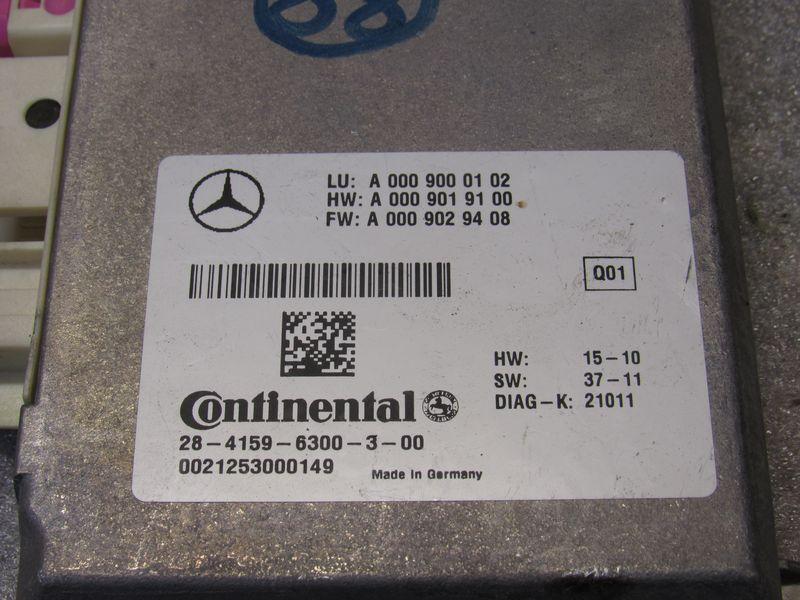 08
LU: A 000 900 01 02
HW: A 000 901 91 00
FW: A 000 902 94 08
Q01
HW: 15-10
SW: 37-11
DIAG-K: 21011
Continental
28-4159-6300-3-00
0021253000149
Made in Germany